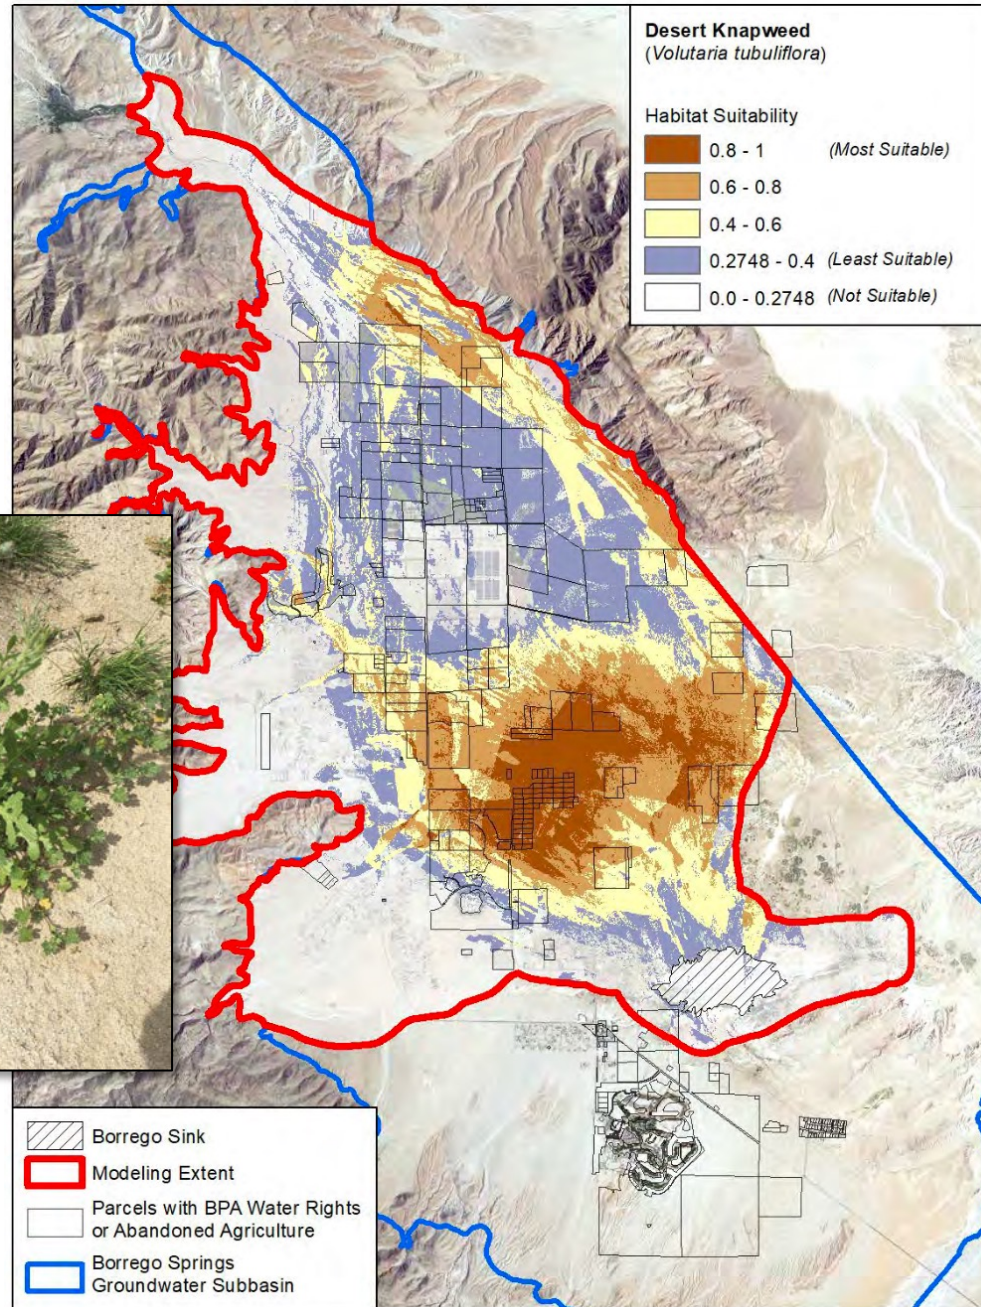 Desert Knapweed
(Volutaria tubuliflora)
Habitat Suitability
0.8 - 1 (Most Suitable)
0.6 - 0.8
0.4 - 0.6
0.2748 - 0.4 (Least Suitable)
0.0 - 0.2748 (Not Suitable)
Borrego Sink
Modeling Extent
Parcels with BPA Water Rights
or Abandoned Agriculture
Borrego Springs
Groundwater Subbasin